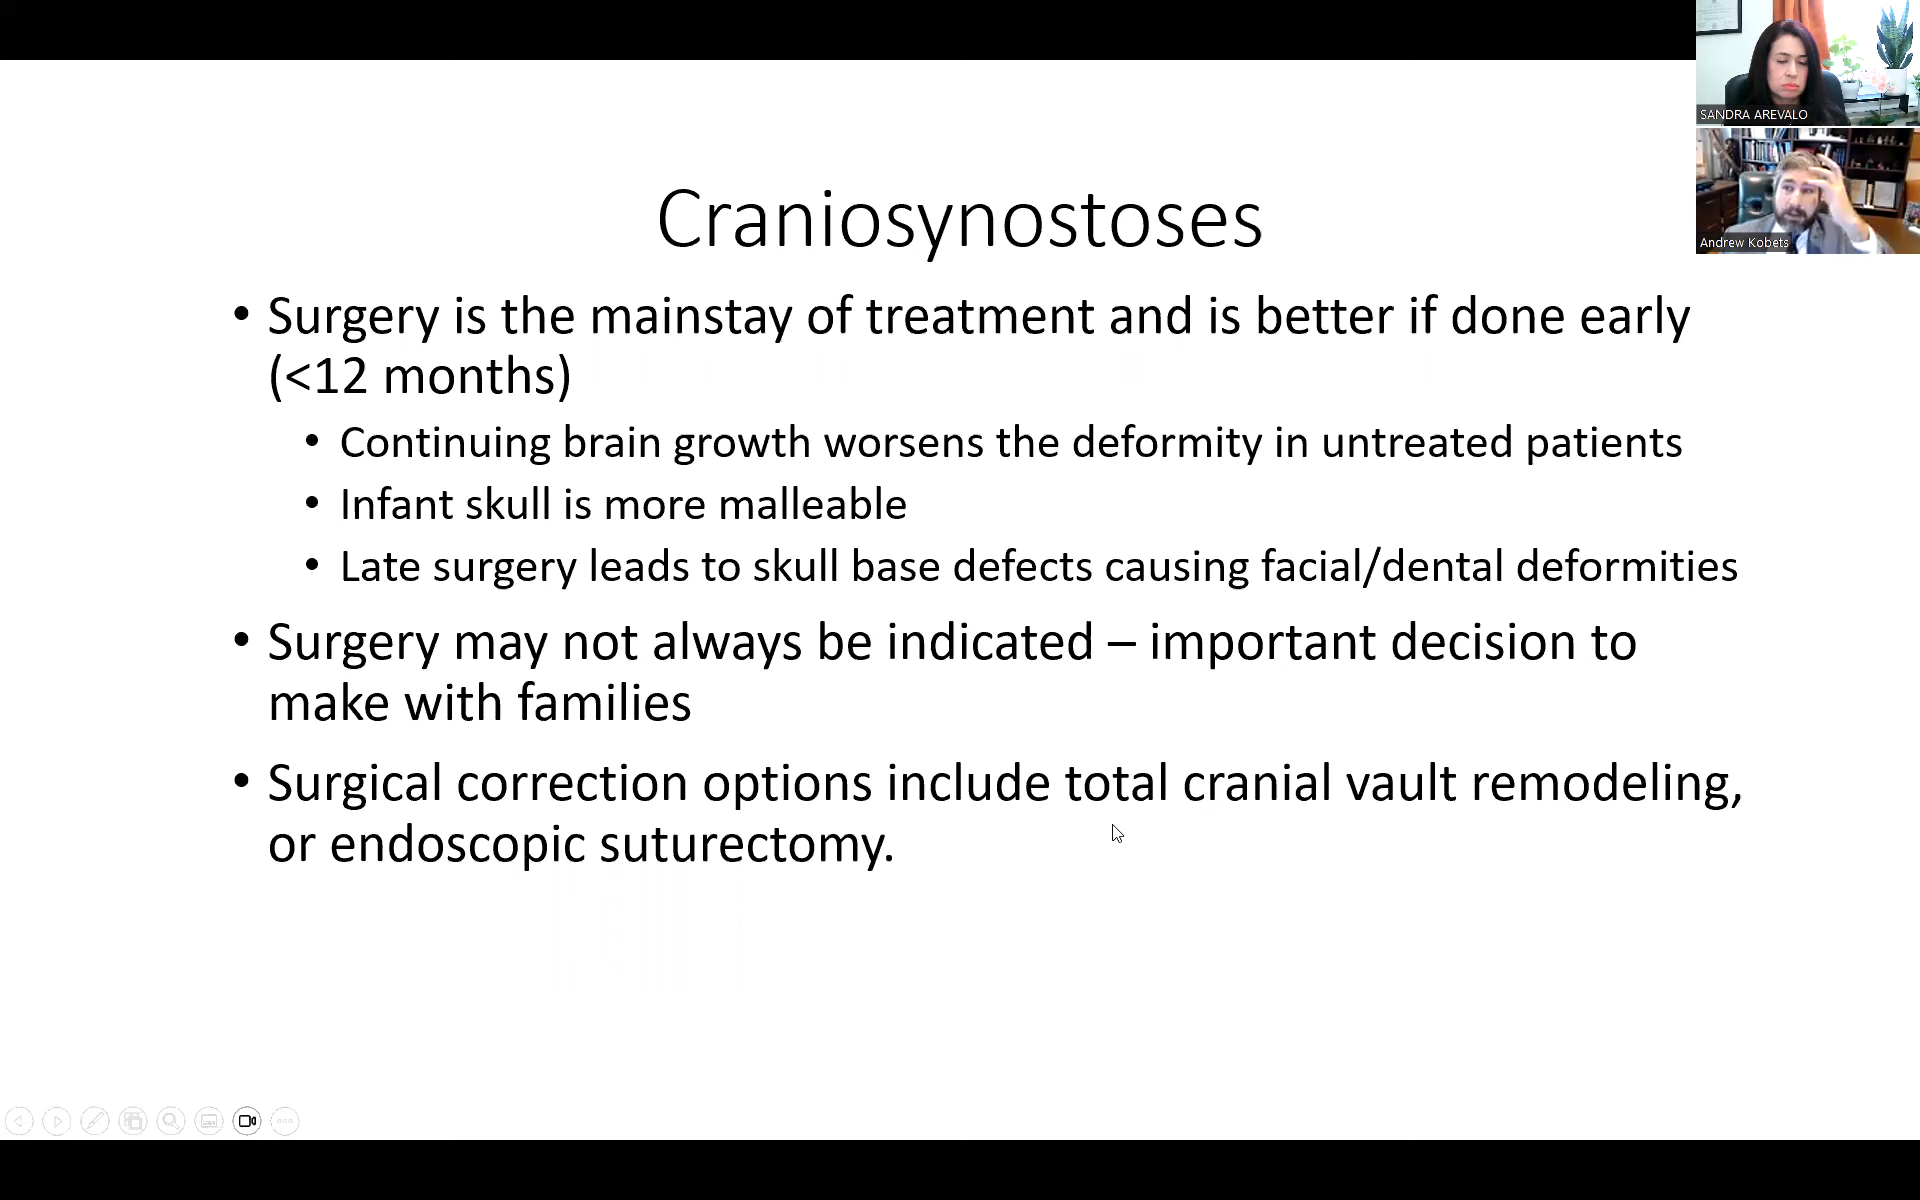 SANDRA AREVALO
Andrew Kobets
Craniosynostoses
• Surgery is the mainstay of treatment and is better if done early
(<12 months)
• Continuing brain growth worsens the deformity in untreated patients
• Infant skull is more malleable
• Late surgery leads to skull base defects causing facial/dental deformities
• Surgery may not always be indicated – important decision to
make with families
• Surgical correction options include total cranial vault remodeling,
or endoscopic suturectomy.